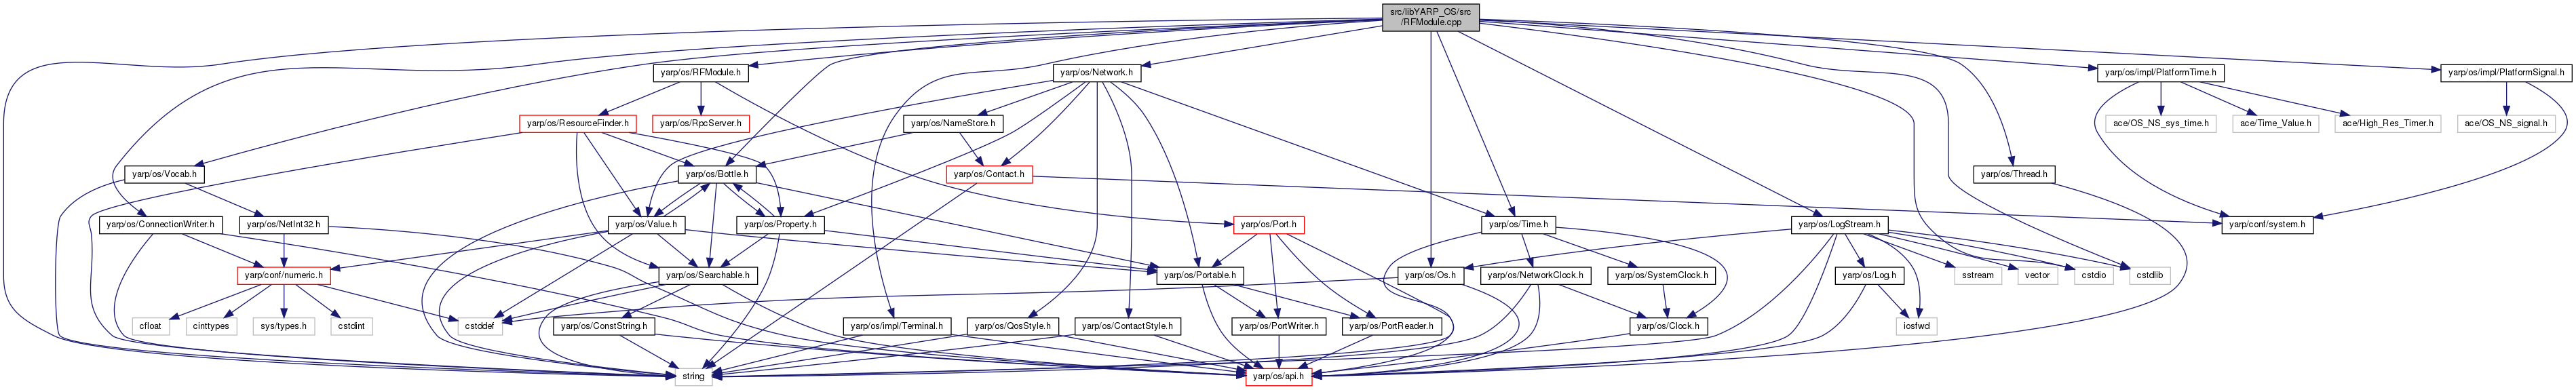 src/libYARP_OS/src
/RFModule.cpp
yarp/os/RFModule.h
yarp/os/Network.h
yarp/os/impl/PlatformTime.h
yarp/os/impl/PlatformSignal.h
yarp/os/ResourceFinder.h
yarp/os/RpcServer.h
yarp/os/NameStore.h
ace/OS_NS_sys_time.h
ace/Time_Value.h
ace/High_Res_Timer.h
ace/OS_NS_signal.h
yarp/os/Vocab.h
yarp/os/Bottle.h
yarp/os/Contact.h
yarp/os/Thread.h
yarp/os/ConnectionWriter.h
yarp/os/NetInt32.h
yarp/os/Value.h
yarp/os/Property.h
yarp/os/Port.h
yarp/os/Time.h
yarp/os/LogStream.h
yarp/conf/system.h
yarp/conf/numeric.h
yarp/os/Searchable.h
yarp/os/Portable.h
yarp/os/Os.h
yarp/os/NetworkClock.h
yarp/os/SystemClock.h
yarp/os/Log.h
sstream
vector
cstdio
cstdlib
cfloat
cinttypes
sys/types.h
cstdint
cstddef
yarp/os/ConstString.h
yarp/os/impl/Terminal.h
yarp/os/QosStyle.h
yarp/os/ContactStyle.h
yarp/os/PortWriter.h
yarp/os/PortReader.h
yarp/os/Clock.h
iosfwd
string
yarp/os/api.h